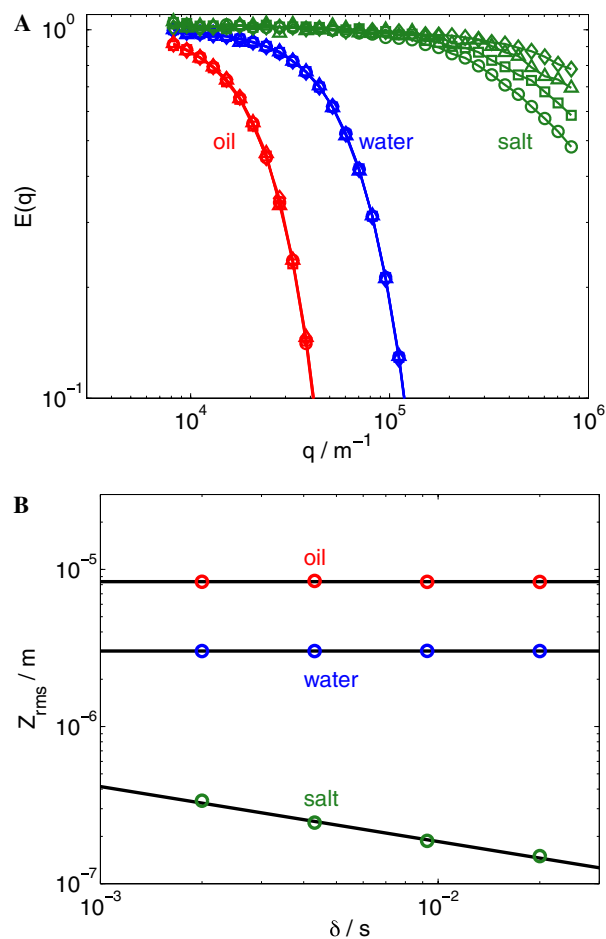 A
E(q)
10⁰
10⁻¹
oil
water
salt
10⁴
10⁵
10⁶
q / m⁻¹
B
Z_rms / m
10⁻⁵
10⁻⁶
10⁻⁷
oil
water
salt
10⁻³
10⁻²
δ / s